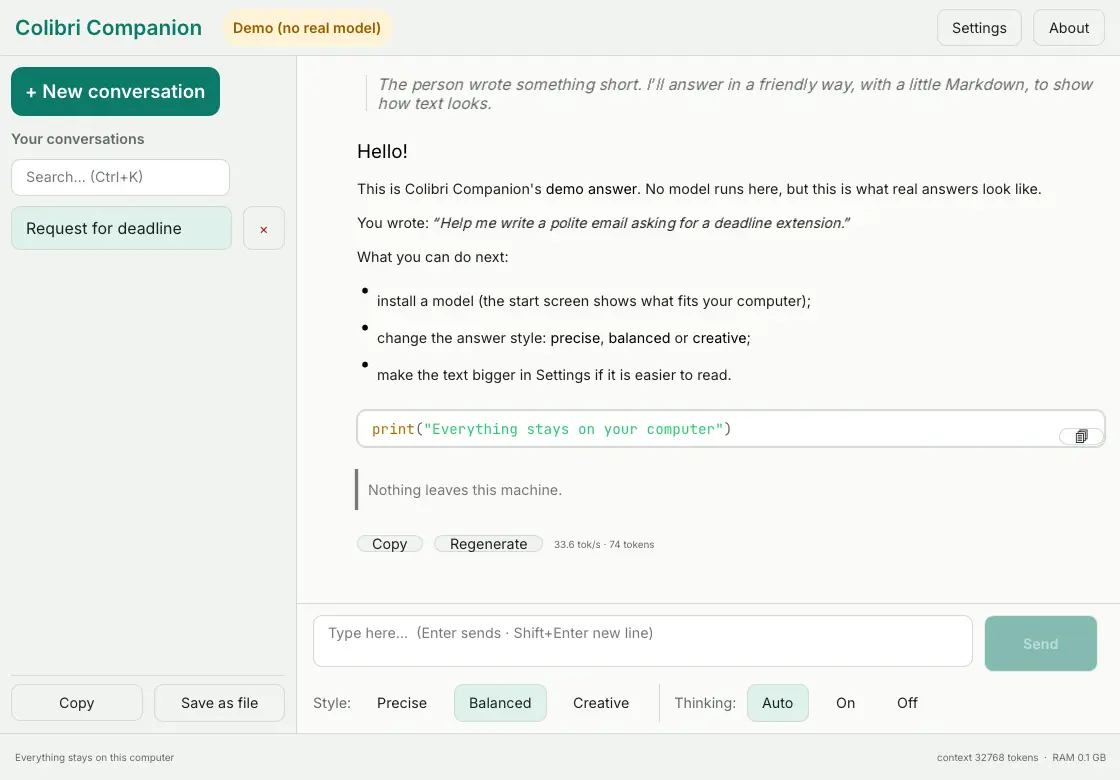 Colibri Companion
Demo (no real model)
Settings
About
+ New conversation
Your conversations
Search... (Ctrl+K)
Request for deadline
×
The person wrote something short. I'll answer in a friendly way, with a little Markdown, to show
how text looks.
Hello!
This is Colibri Companion's demo answer. No model runs here, but this is what real answers look like.
You wrote: “Help me write a polite email asking for a deadline extension.”
What you can do next:
• install a model (the start screen shows what fits your computer);
• change the answer style: precise, balanced or creative;
• make the text bigger in Settings if it is easier to read.
print("Everything stays on your computer")
Nothing leaves this machine.
Copy
Regenerate
33.6 tok/s · 74 tokens
Type here... (Enter sends · Shift+Enter new line)
Send
Copy
Save as file
Style:
Precise
Balanced
Creative
Thinking:
Auto
On
Off
Everything stays on this computer
context 32768 tokens · RAM 0.1 GB